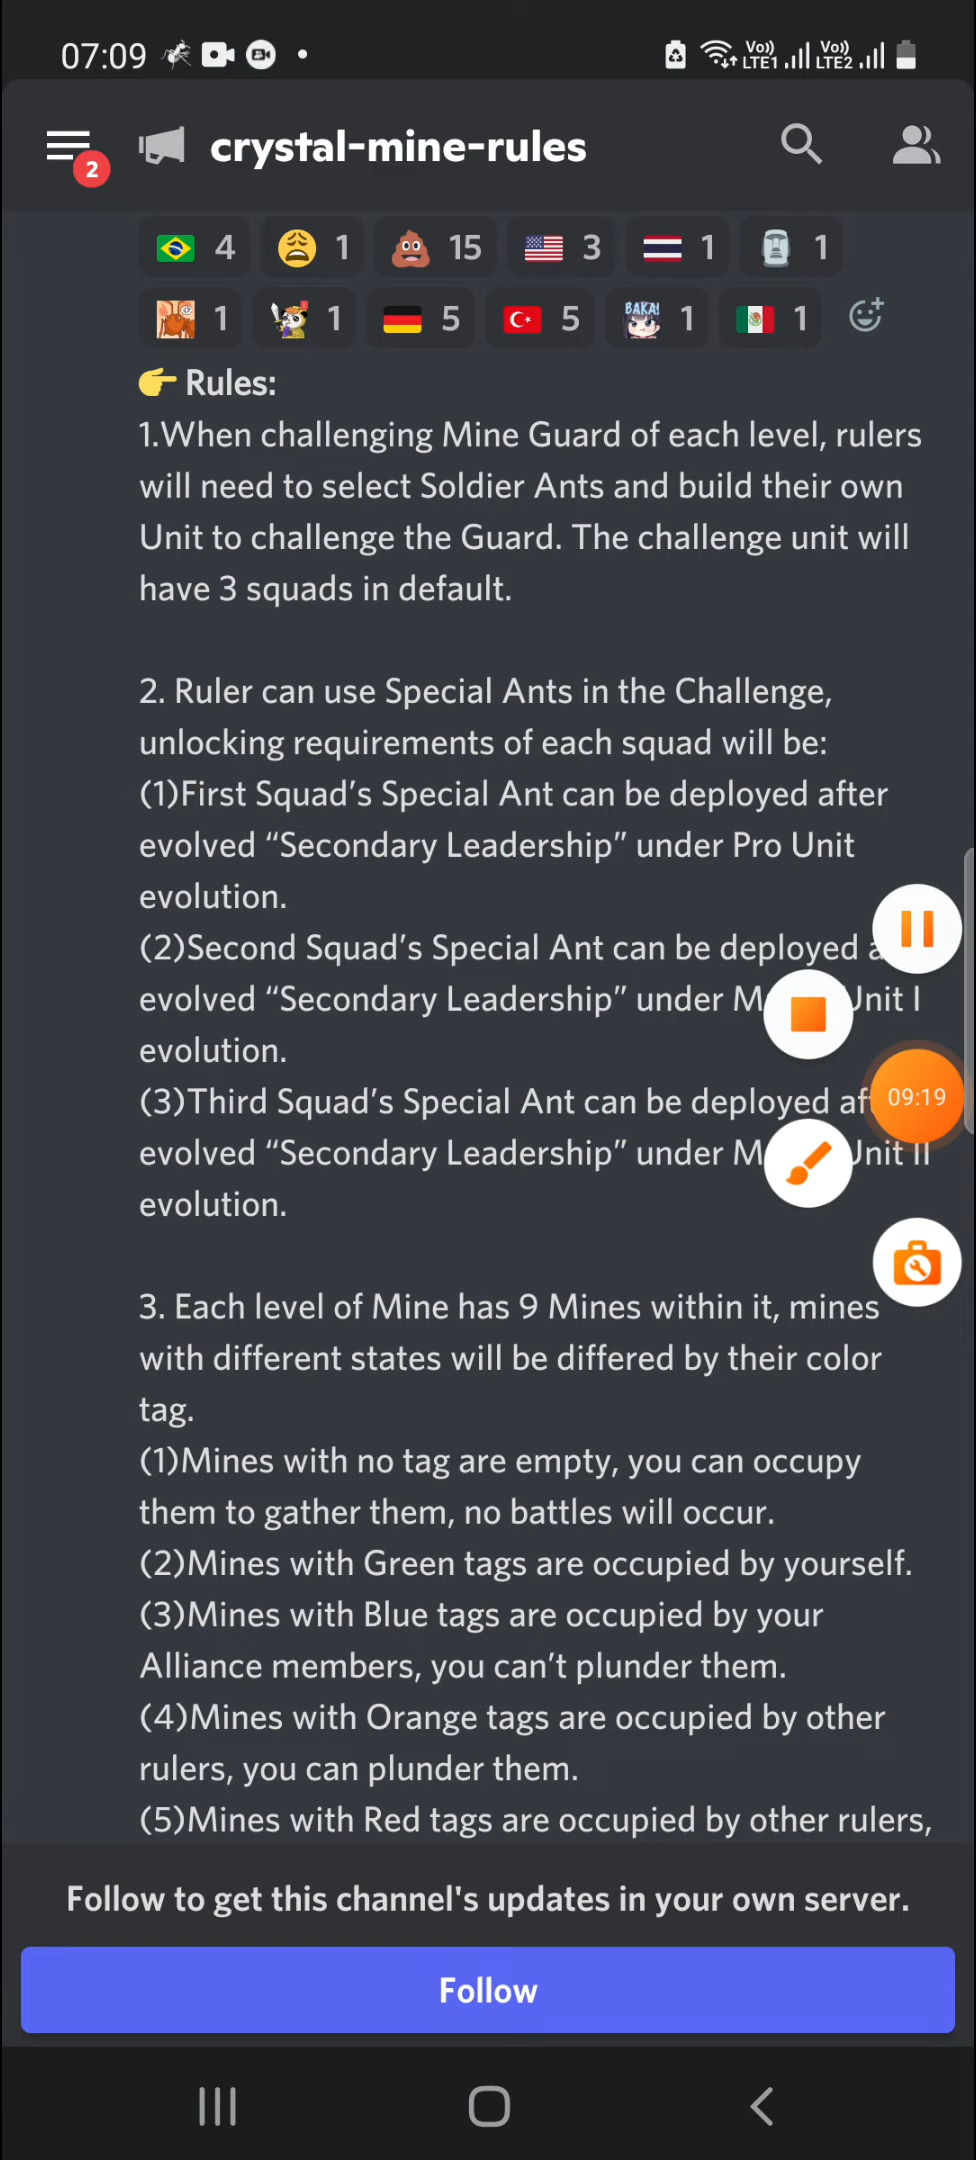 07:09 Vo)) LTE1 Vo)) LTE2
2 crystal-mine-rules
4 1 15 3 1 1
1 1 5 5 BAKA! 1 1
Rules:
1.When challenging Mine Guard of each level, rulers
will need to select Soldier Ants and build their own
Unit to challenge the Guard. The challenge unit will
have 3 squads in default.
2. Ruler can use Special Ants in the Challenge,
unlocking requirements of each squad will be:
(1)First Squad’s Special Ant can be deployed after
evolved “Secondary Leadership” under Pro Unit
evolution.
(2)Second Squad’s Special Ant can be deployed
evolved “Secondary Leadership” under Unit I
evolution.
(3)Third Squad’s Special Ant can be deployed
09:19
evolved “Secondary Leadership” under Unit II
evolution.
3. Each level of Mine has 9 Mines within it, mines
with different states will be differed by their color
tag.
(1)Mines with no tag are empty, you can occupy
them to gather them, no battles will occur.
(2)Mines with Green tags are occupied by yourself.
(3)Mines with Blue tags are occupied by your
Alliance members, you can’t plunder them.
(4)Mines with Orange tags are occupied by other
rulers, you can plunder them.
(5)Mines with Red tags are occupied by other rulers,
Follow to get this channel's updates in your own server.
Follow